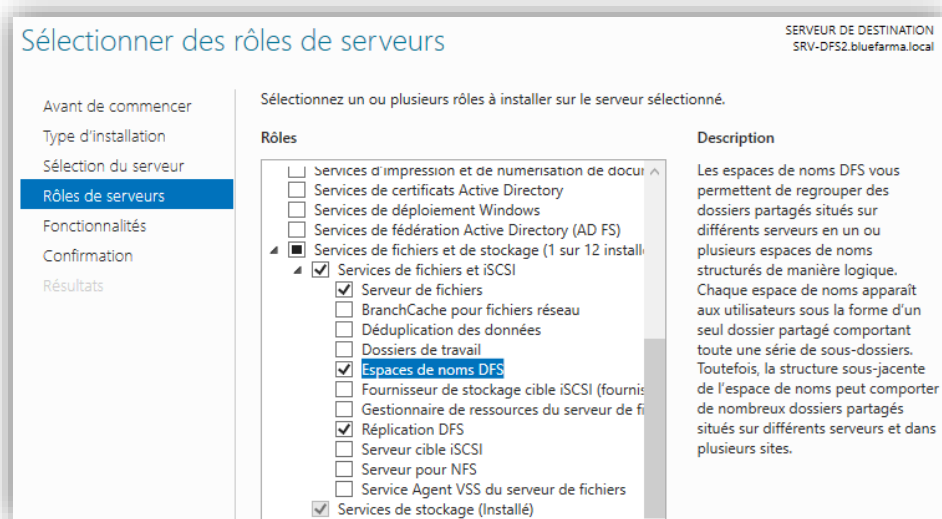 Sélectionner des rôles de serveurs
SERVEUR DE DESTINATION
SRV-DFS2.bluefarma.local
Avant de commencer
Type d'installation
Sélection du serveur
Rôles de serveurs
Fonctionnalités
Confirmation
Résultats
Sélectionnez un ou plusieurs rôles à installer sur le serveur sélectionné.
Rôles
Services d'impression et de numérisation de docur
Services de certificats Active Directory
Services de déploiement Windows
Services de fédération Active Directory (AD FS)
Services de fichiers et de stockage (1 sur 12 install
Services de fichiers et iSCSI
Serveur de fichiers
BranchCache pour fichiers réseau
Déduplication des données
Dossiers de travail
Espaces de noms DFS
Fournisseur de stockage cible iSCSI (fournis
Gestionnaire de ressources du serveur de fi
Réplication DFS
Serveur cible iSCSI
Serveur pour NFS
Service Agent VSS du serveur de fichiers
Services de stockage (Installé)
Description
Les espaces de noms DFS vous
permettent de regrouper des
dossiers partagés situés sur
différents serveurs en un ou
plusieurs espaces de noms
structurés de manière logique.
Chaque espace de noms apparaît
aux utilisateurs sous la forme d'un
seul dossier partagé comportant
toute une série de sous-dossiers.
Toutefois, la structure sous-jacente
de l'espace de noms peut comporter
de nombreux dossiers partagés
situés sur différents serveurs et dans
plusieurs sites.